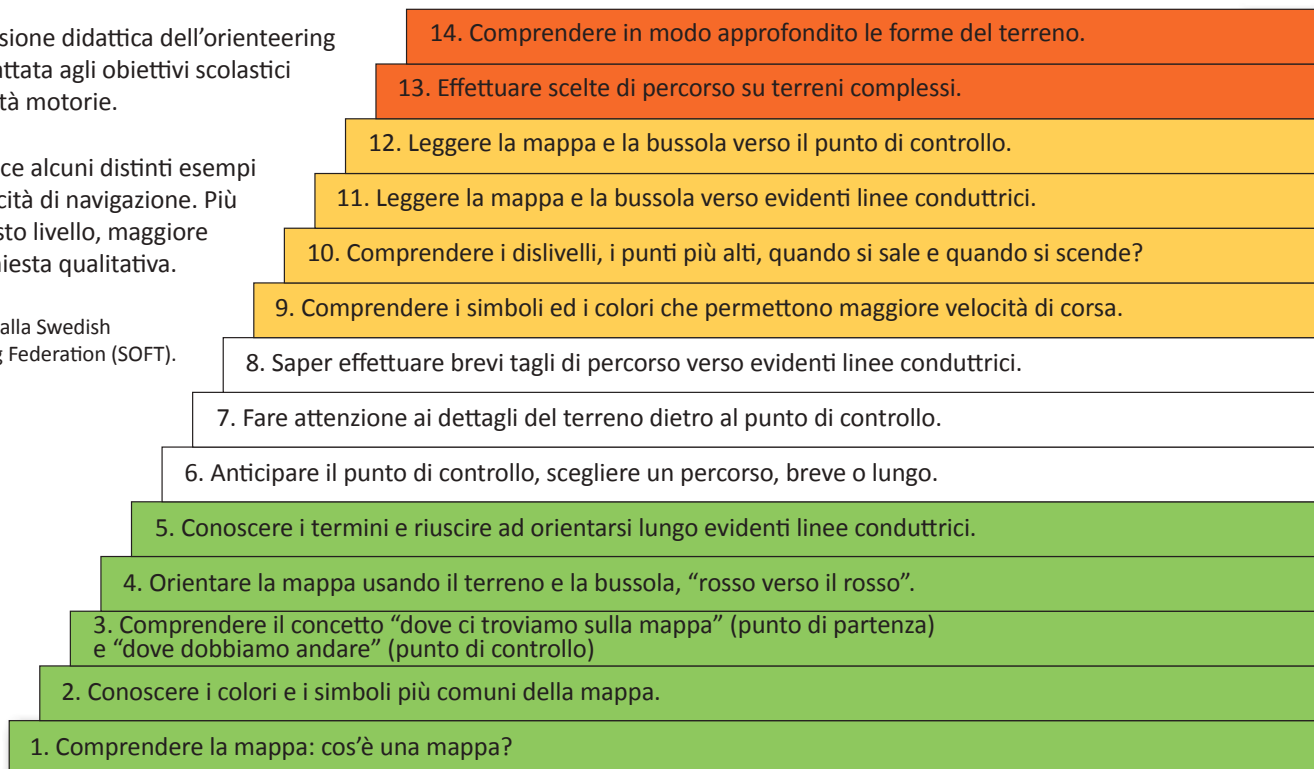 sione didattica dell'orienteering
attata agli obiettivi scolastici
tà motorie.
ce alcuni distinti esempi
cità di navigazione. Più
sto livello, maggiore
iesta qualitativa.
alla Swedish
g Federation (SOFT).
14. Comprendere in modo approfondito le forme del terreno.
13. Effettuare scelte di percorso su terreni complessi.
12. Leggere la mappa e la bussola verso il punto di controllo.
11. Leggere la mappa e la bussola verso evidenti linee conduttrici.
10. Comprendere i dislivelli, i punti più alti, quando si sale e quando si scende?
9. Comprendere i simboli ed i colori che permettono maggiore velocità di corsa.
8. Saper effettuare brevi tagli di percorso verso evidenti linee conduttrici.
7. Fare attenzione ai dettagli del terreno dietro al punto di controllo.
6. Anticipare il punto di controllo, scegliere un percorso, breve o lungo.
5. Conoscere i termini e riuscire ad orientarsi lungo evidenti linee conduttrici.
4. Orientare la mappa usando il terreno e la bussola, “rosso verso il rosso”.
3. Comprendere il concetto “dove ci troviamo sulla mappa” (punto di partenza)
e “dove dobbiamo andare” (punto di controllo)
2. Conoscere i colori e i simboli più comuni della mappa.
1. Comprendere la mappa: cos'è una mappa?